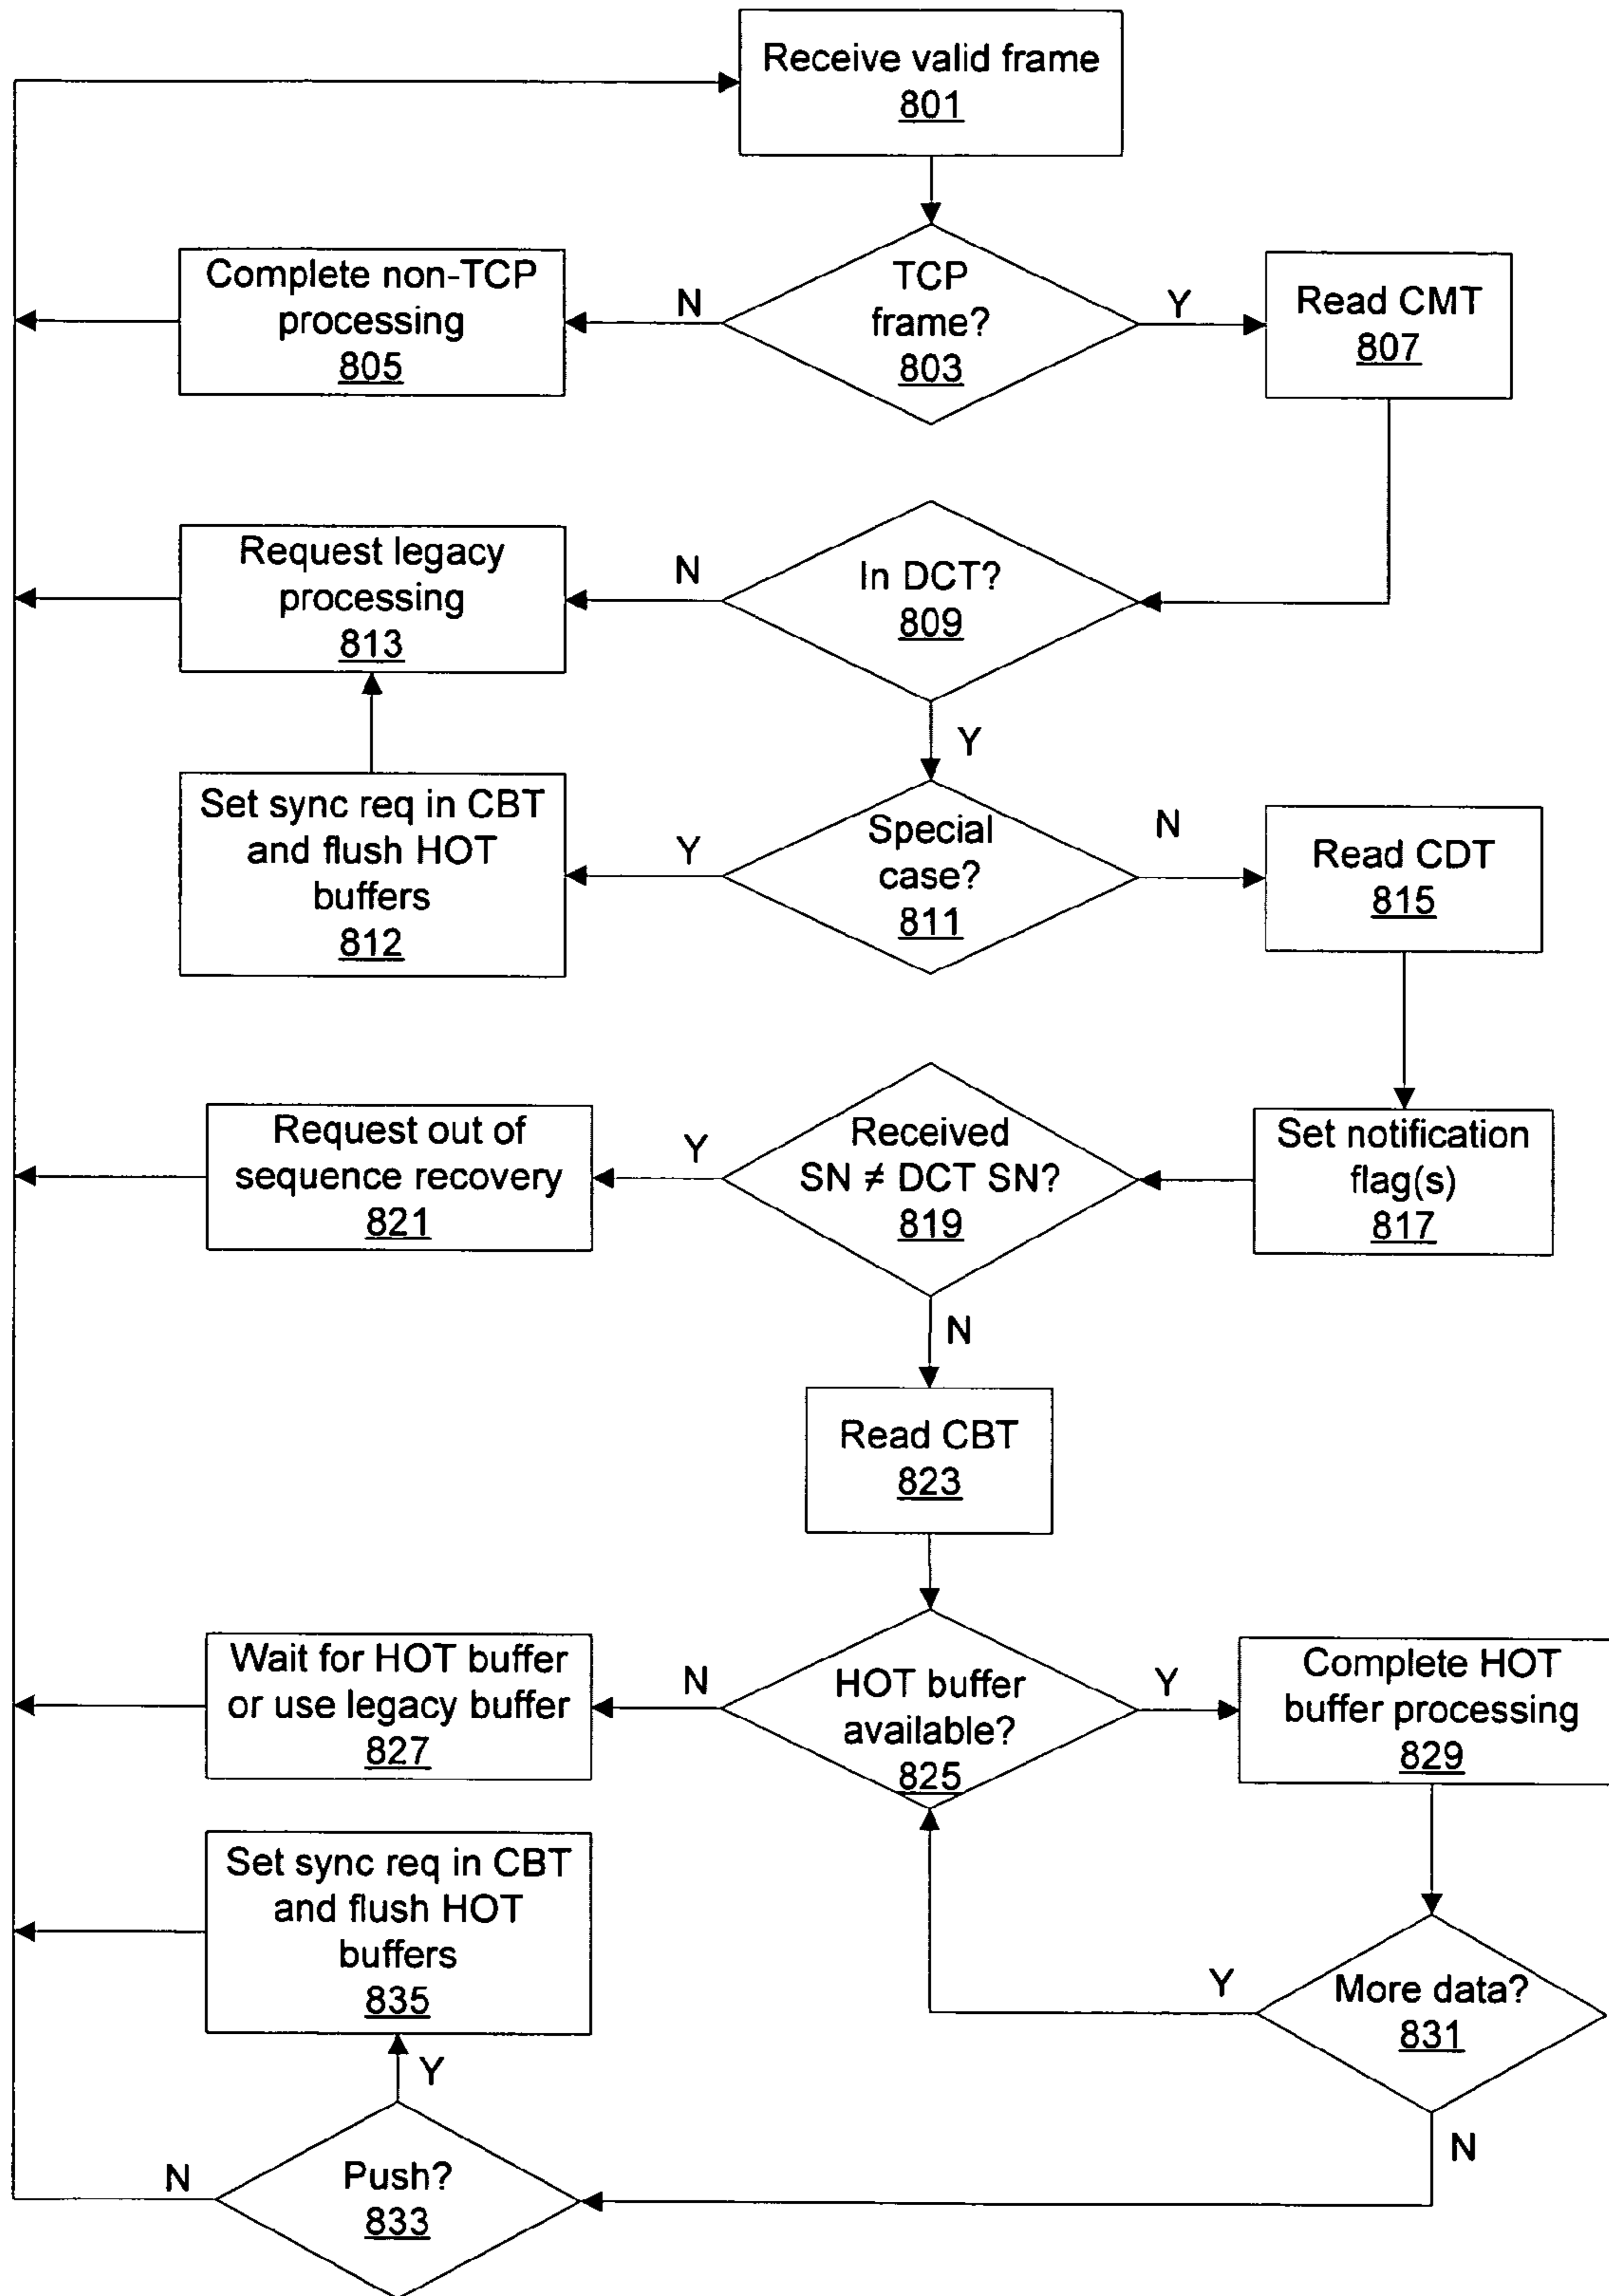 Receive valid frame
801
Complete non-TCP
processing
805
N
TCP
frame?
803
Y
Read CMT
807
Request legacy
processing
813
N
In DCT?
809
Y
Set sync req in CBT
and flush HOT
buffers
812
Y
Special
case?
811
N
Read CDT
815
Request out of
sequence recovery
821
Y
Received
SN ≠ DCT SN?
819
Set notification
flag(s)
817
N
Read CBT
823
Wait for HOT buffer
or use legacy buffer
827
N
HOT buffer
available?
825
Y
Complete HOT
buffer processing
829
Set sync req in CBT
and flush HOT
buffers
835
Y
More data?
831
Y
N
N
Push?
833